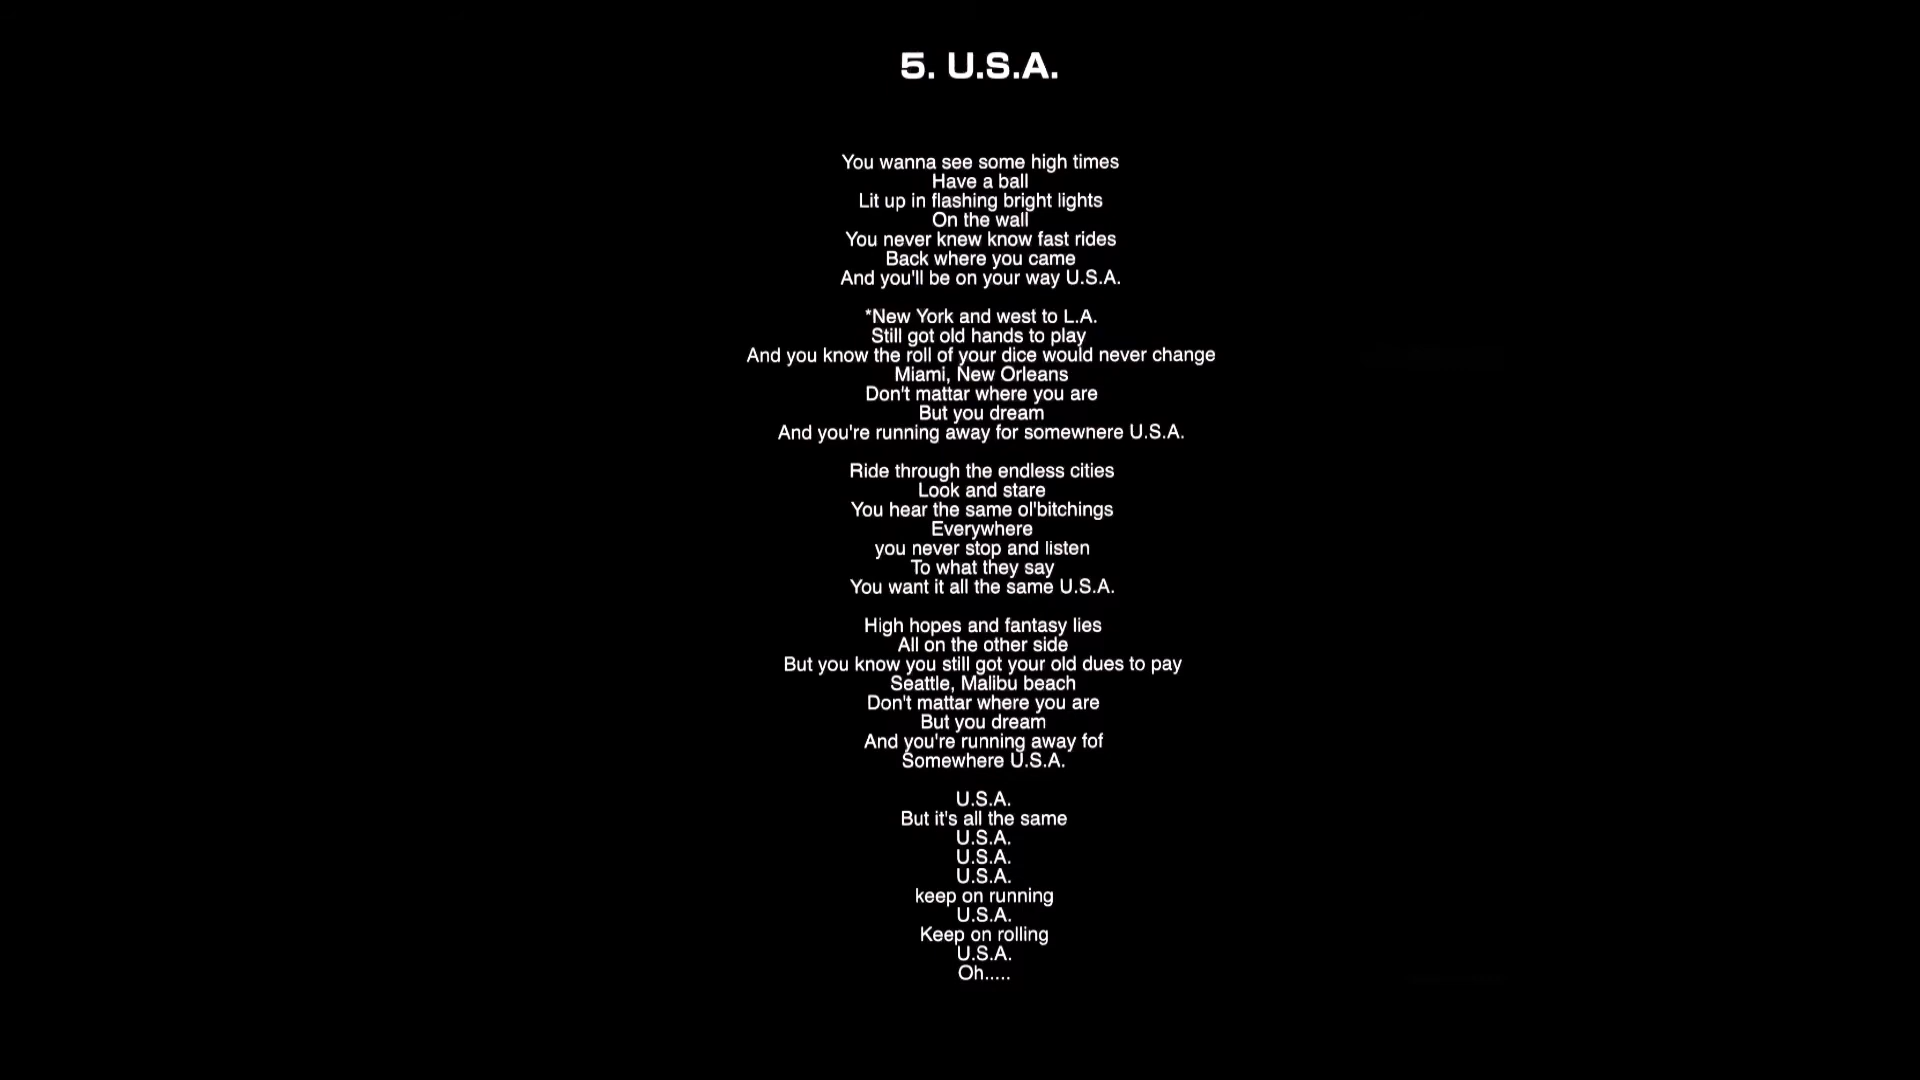 5. U.S.A.
You wanna see some high times
Have a ball
Lit up in flashing bright lights
On the wall
You never knew know fast rides
Back where you came
And you'll be on your way U.S.A.
*New York and west to L.A.
Still got old hands to play
And you know the roll of your dice would never change
Miami, New Orleans
Don't mattar where you are
But you dream
And you're running away for somewnere U.S.A.
Ride through the endless cities
Look and stare
You hear the same ol'bitchings
Everywhere
you never stop and listen
To what they say
You want it all the same U.S.A.
High hopes and fantasy lies
All on the other side
But you know you still got your old dues to pay
Seattle, Malibu beach
Don't mattar where you are
But you dream
And you're running away fof
Somewhere U.S.A.
U.S.A.
But it's all the same
U.S.A.
U.S.A.
U.S.A.
keep on running
U.S.A.
Keep on rolling
U.S.A.
Oh.....